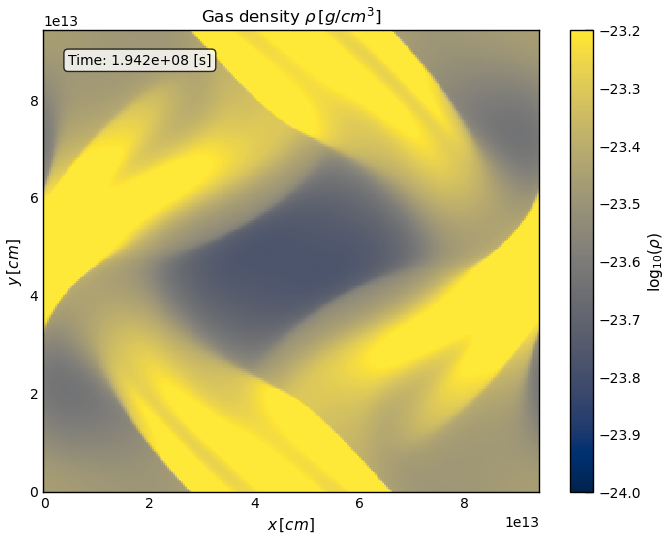 Gas density ρ [g/cm³]
1e13
Time: 1.942e+08 [s]
8
6
4
2
0
y [cm]
0 2 4 6 8
1e13
x [cm]
−23.2
−23.3
−23.4
−23.5
−23.6
−23.7
−23.8
−23.9
−24.0
log₁₀(ρ)